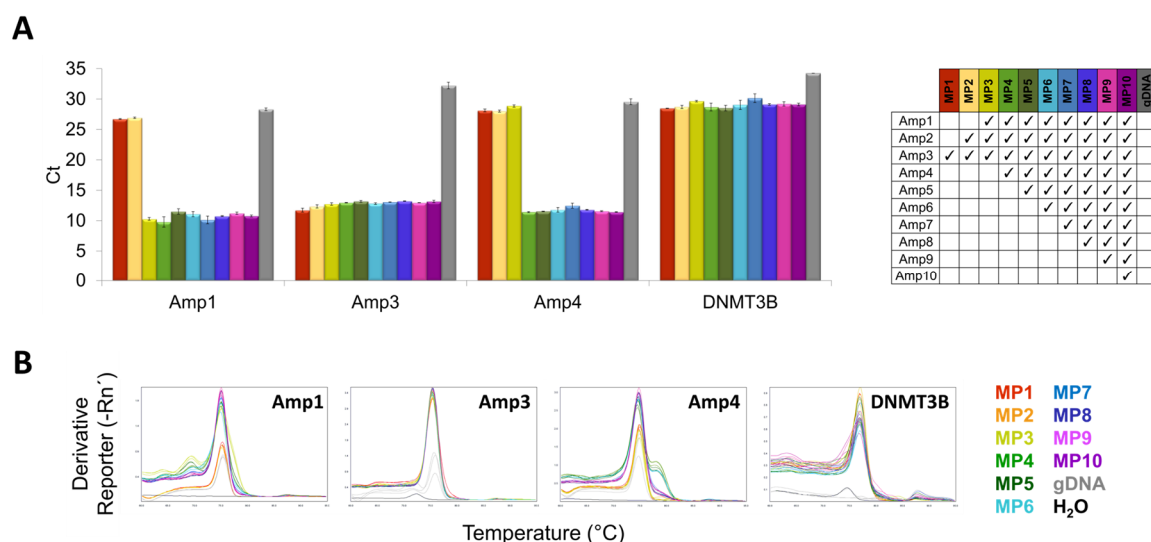 A
35
30
25
20
15
10
5
0
Ct
Amp1 Amp3 Amp4 DNMT3B
MP1 MP2 MP3 MP4 MP5 MP6 MP7 MP8 MP9 MP10 gDNA
Amp1 ✓ ✓ ✓ ✓ ✓ ✓ ✓ ✓
Amp2 ✓ ✓ ✓ ✓ ✓ ✓ ✓ ✓ ✓
Amp3 ✓ ✓ ✓ ✓ ✓ ✓ ✓ ✓ ✓ ✓
Amp4 ✓ ✓ ✓ ✓ ✓ ✓ ✓
Amp5 ✓ ✓ ✓ ✓ ✓ ✓
Amp6 ✓ ✓ ✓ ✓ ✓
Amp7 ✓ ✓ ✓ ✓
Amp8 ✓ ✓ ✓
Amp9 ✓ ✓
Amp10 ✓
B
Derivative
Reporter (-Rn´)
Amp1 Amp3 Amp4 DNMT3B
Temperature (°C)
MP1 MP7
MP2 MP8
MP3 MP9
MP4 MP10
MP5 gDNA
MP6 H₂O